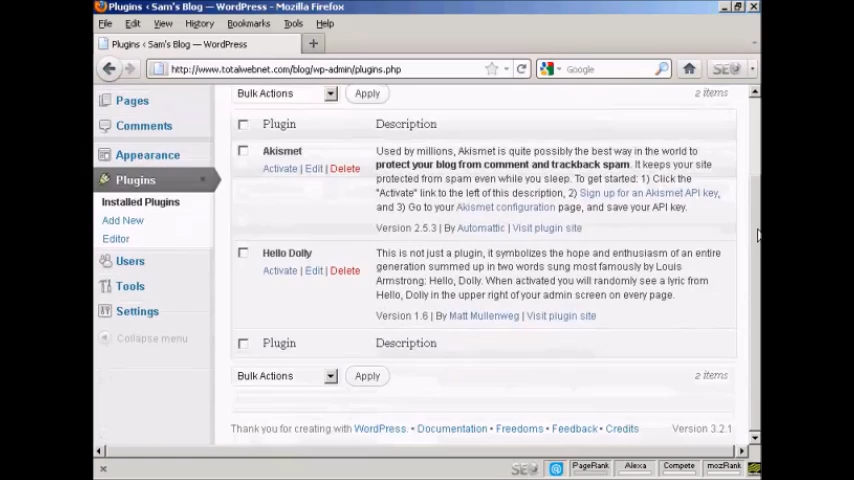 Plugins ‹ Sam's Blog — WordPress - Mozilla Firefox
File Edit View History Bookmarks Tools Help
Plugins ‹ Sam's Blog — WordPress
http://www.totalwebnet.com/blog/wp-admin/plugins.php
Google
SEO
Bulk Actions Apply 2 items
Pages
Comments
Appearance
Plugins
Installed Plugins
Add New
Editor
Users
Tools
Settings
Collapse menu
Plugin Description
Akismet
Activate | Edit | Delete
Used by millions, Akismet is quite possibly the best way in the world to
protect your blog from comment and trackback spam. It keeps your site
protected from spam even while you sleep. To get started: 1) Click the
"Activate" link to the left of this description, 2) Sign up for an Akismet API key,
and 3) Go to your Akismet configuration page, and save your API key.
Version 2.5.3 | By Automattic | Visit plugin site
Hello Dolly
Activate | Edit | Delete
This is not just a plugin, it symbolizes the hope and enthusiasm of an entire
generation summed up in two words sung most famously by Louis
Armstrong: Hello, Dolly. When activated you will randomly see a lyric from
Hello, Dolly in the upper right of your admin screen on every page.
Version 1.6 | By Matt Mullenweg | Visit plugin site
Plugin Description
Bulk Actions Apply 2 items
Thank you for creating with WordPress. • Documentation • Freedoms • Feedback • Credits Version 3.2.1
SEO PageRank Alexa Compete mozRank